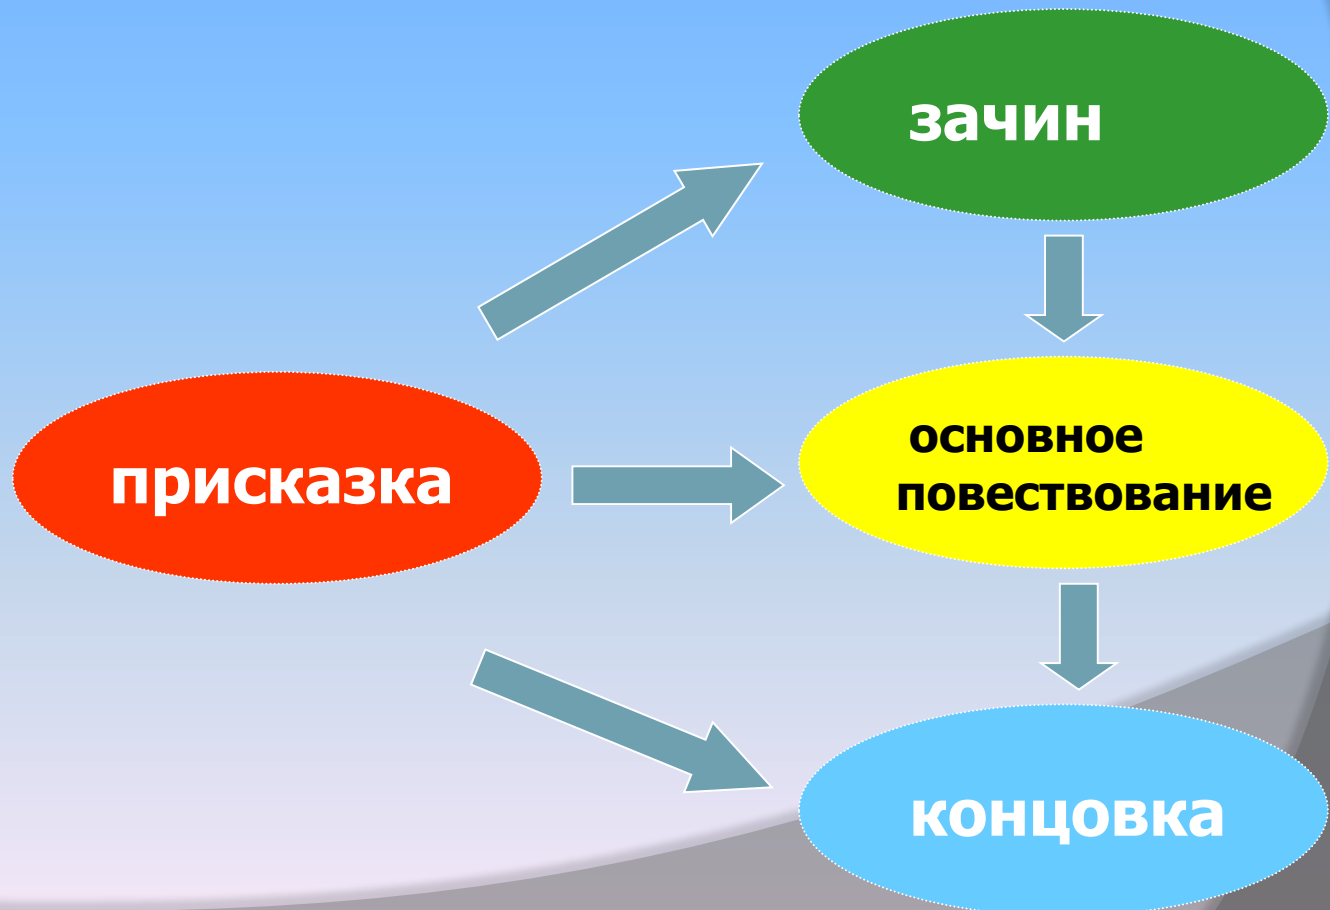 зачин
присказка
основное
повествование
концовка